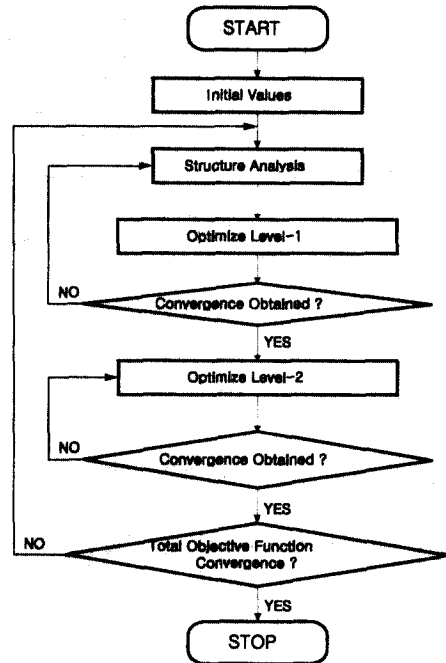 START
Initial Values
Structure Analysis
Optimize Level-1
NO
Convergence Obtained ?
YES
Optimize Level-2
NO
Convergence Obtained ?
YES
NO
Total Objective Function
Convergence ?
YES
STOP